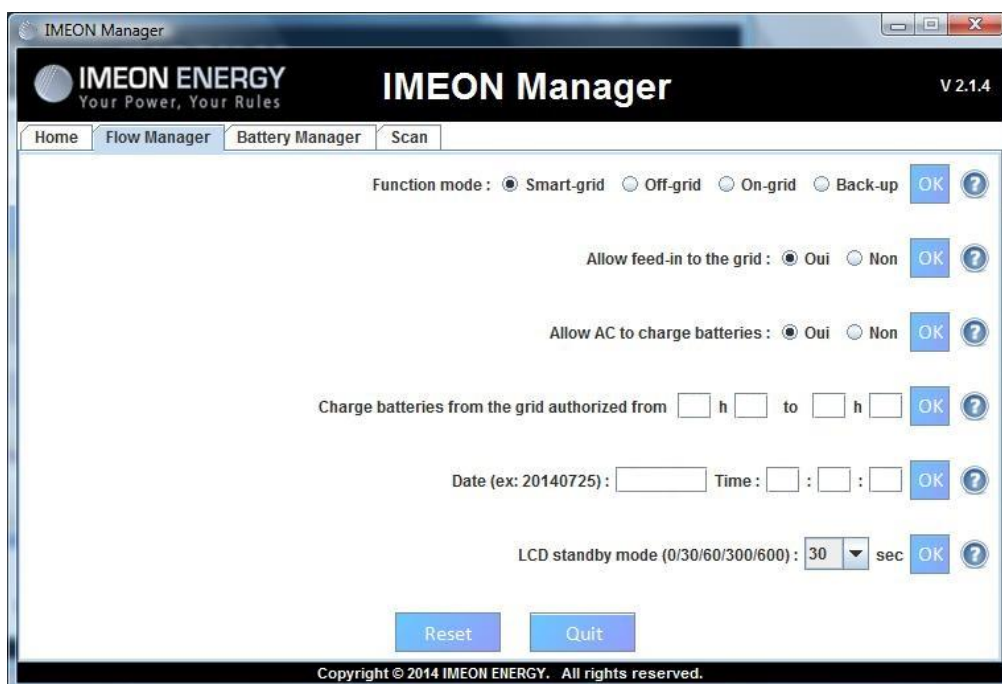 IMEON Manager
IMEON ENERGY
Your Power, Your Rules
IMEON Manager
V 2.1.4
Home Flow Manager Battery Manager Scan
Function mode : Smart-grid Off-grid On-grid Back-up OK ?
Allow feed-in to the grid : Oui Non OK ?
Allow AC to charge batteries : Oui Non OK ?
Charge batteries from the grid authorized from h to h OK ?
Date (ex: 20140725) : Time : : : OK ?
LCD standby mode (0/30/60/300/600) : 30 sec OK ?
Reset Quit
Copyright © 2014 IMEON ENERGY. All rights reserved.